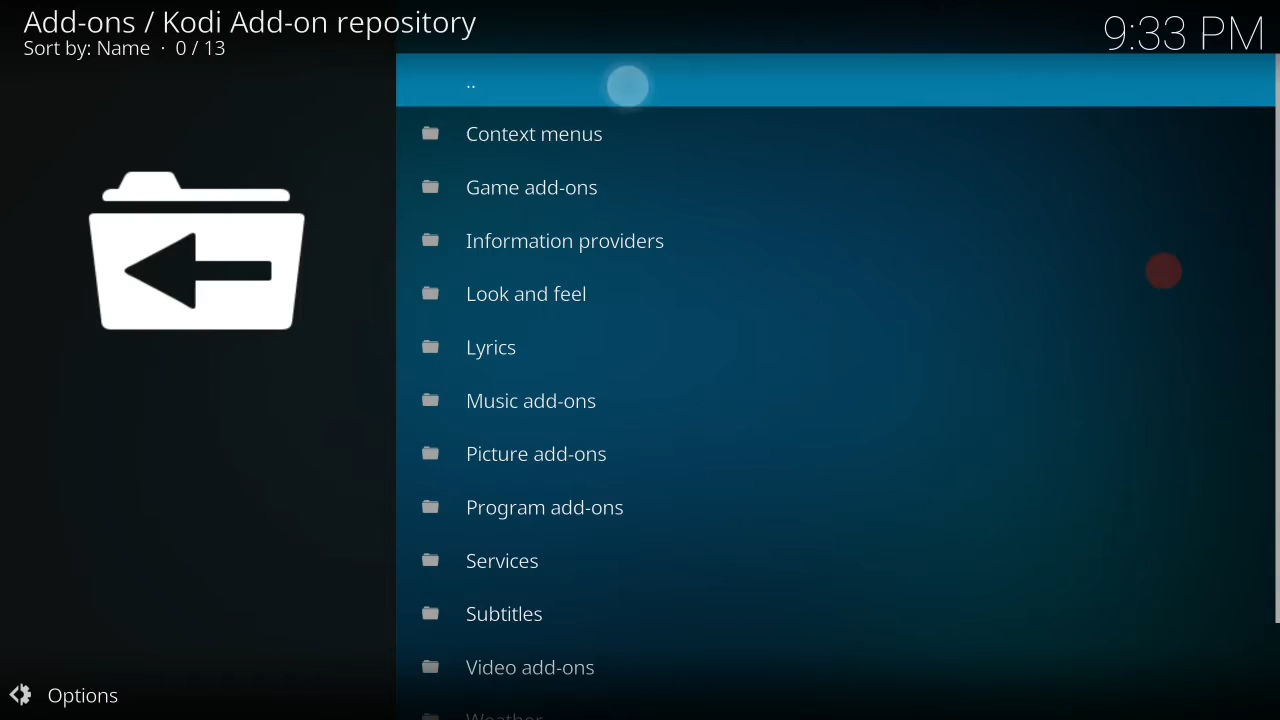 Add-ons / Kodi Add-on repository
Sort by: Name · 0 / 13
9:33 PM
..
Context menus
Game add-ons
Information providers
Look and feel
Lyrics
Music add-ons
Picture add-ons
Program add-ons
Services
Subtitles
Video add-ons
Weather
Options